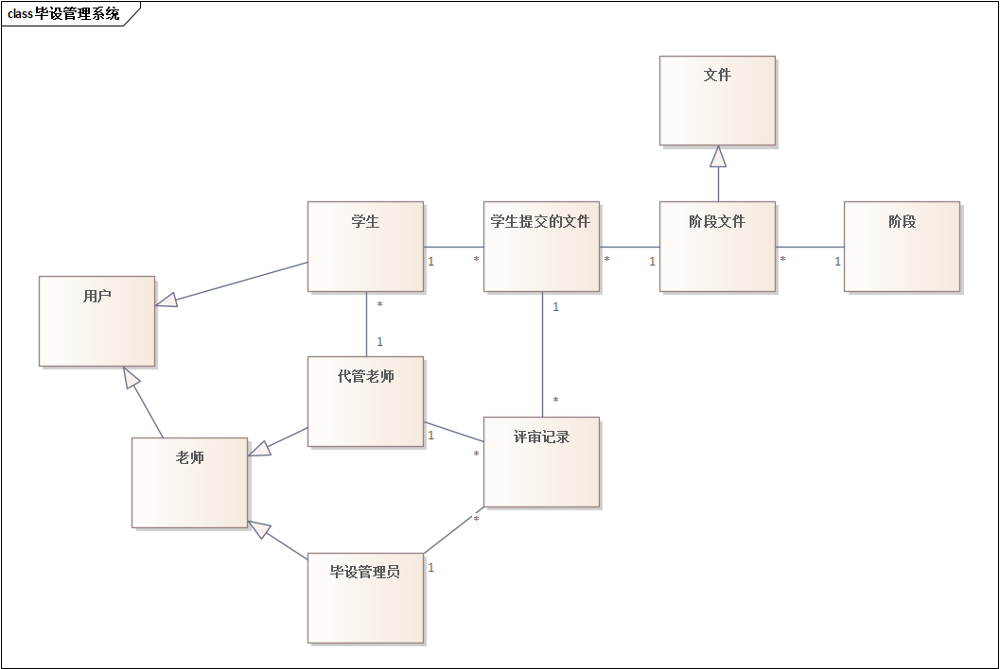 class 毕设管理系统
文件
学生
学生提交的文件
阶段文件
阶段
1
*
*
1
*
1
用户
*
1
1
代管老师
*
1
*
评审记录
老师
*
1
毕设管理员